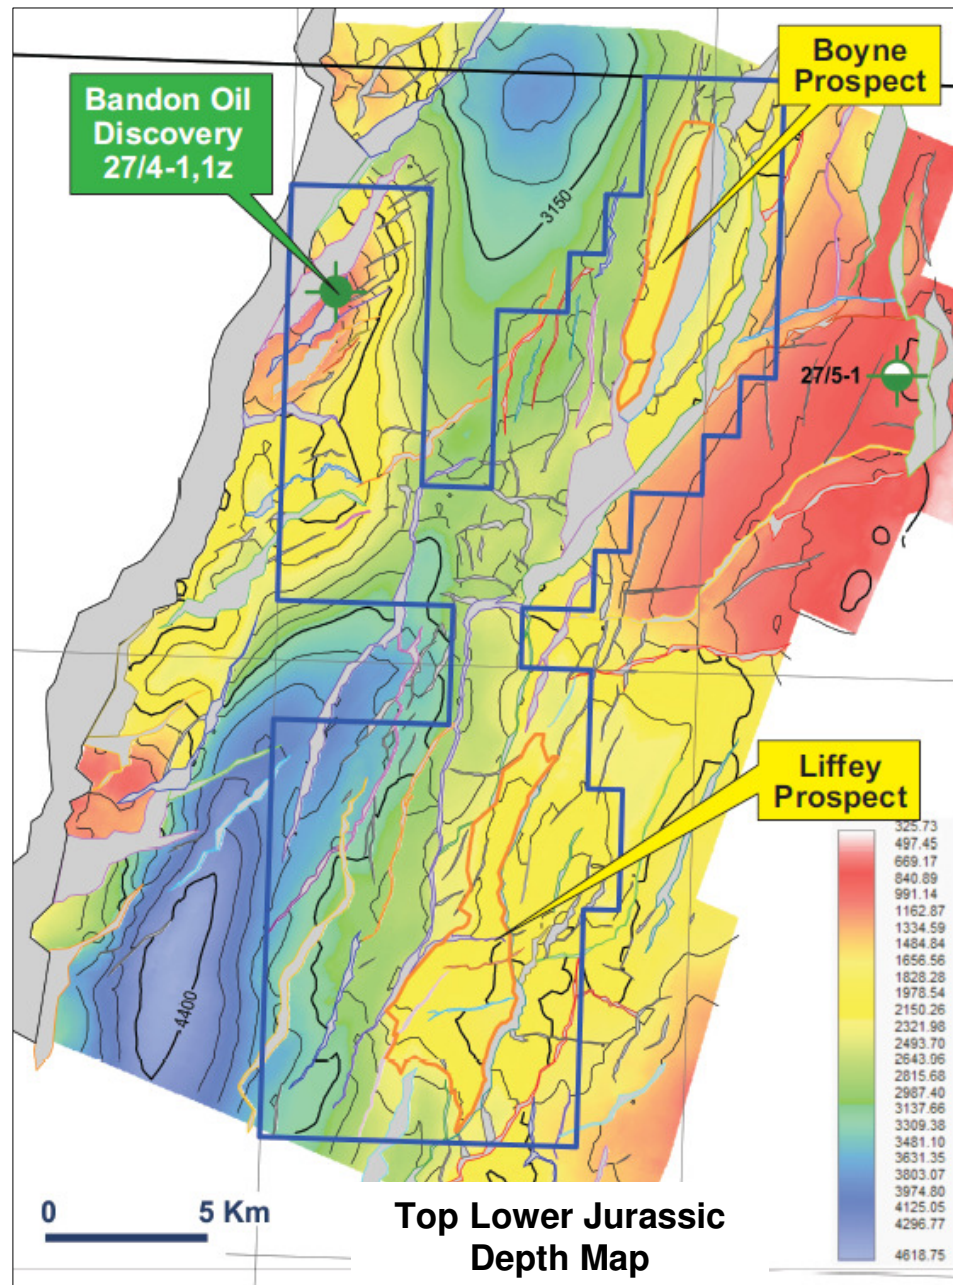 Boyne
Prospect
Bandon Oil
Discovery
27/4-1,1z
3150
27/5-1
Liffey
Prospect
325.73
497.45
669.17
840.89
991.14
1162.87
1334.59
1484.84
1656.56
1828.28
1978.54
2150.26
2321.98
2493.70
2643.96
2815.68
2987.40
3137.66
3309.38
3481.10
3631.35
3803.07
3974.80
4125.05
4296.77
4618.75
4400
0 5 Km
Top Lower Jurassic
Depth Map